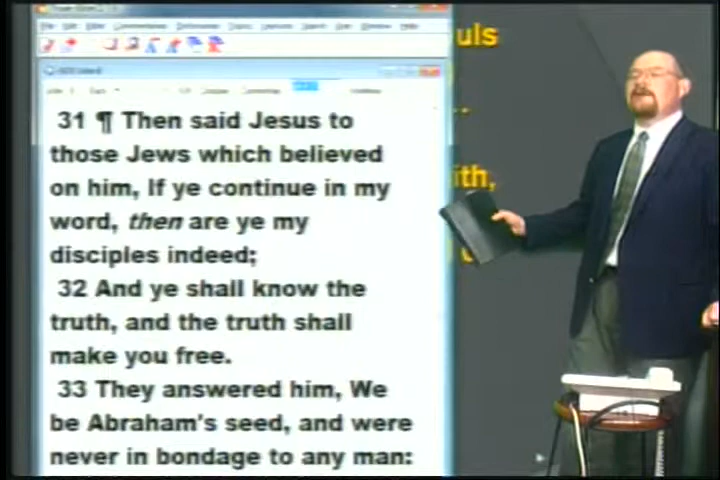 31 ¶ Then said Jesus to
those Jews which believed
on him, If ye continue in my
word, then are ye my
disciples indeed;
32 And ye shall know the
truth, and the truth shall
make you free.
33 They answered him, We
be Abraham's seed, and were
never in bondage to any man:
uls
ith,